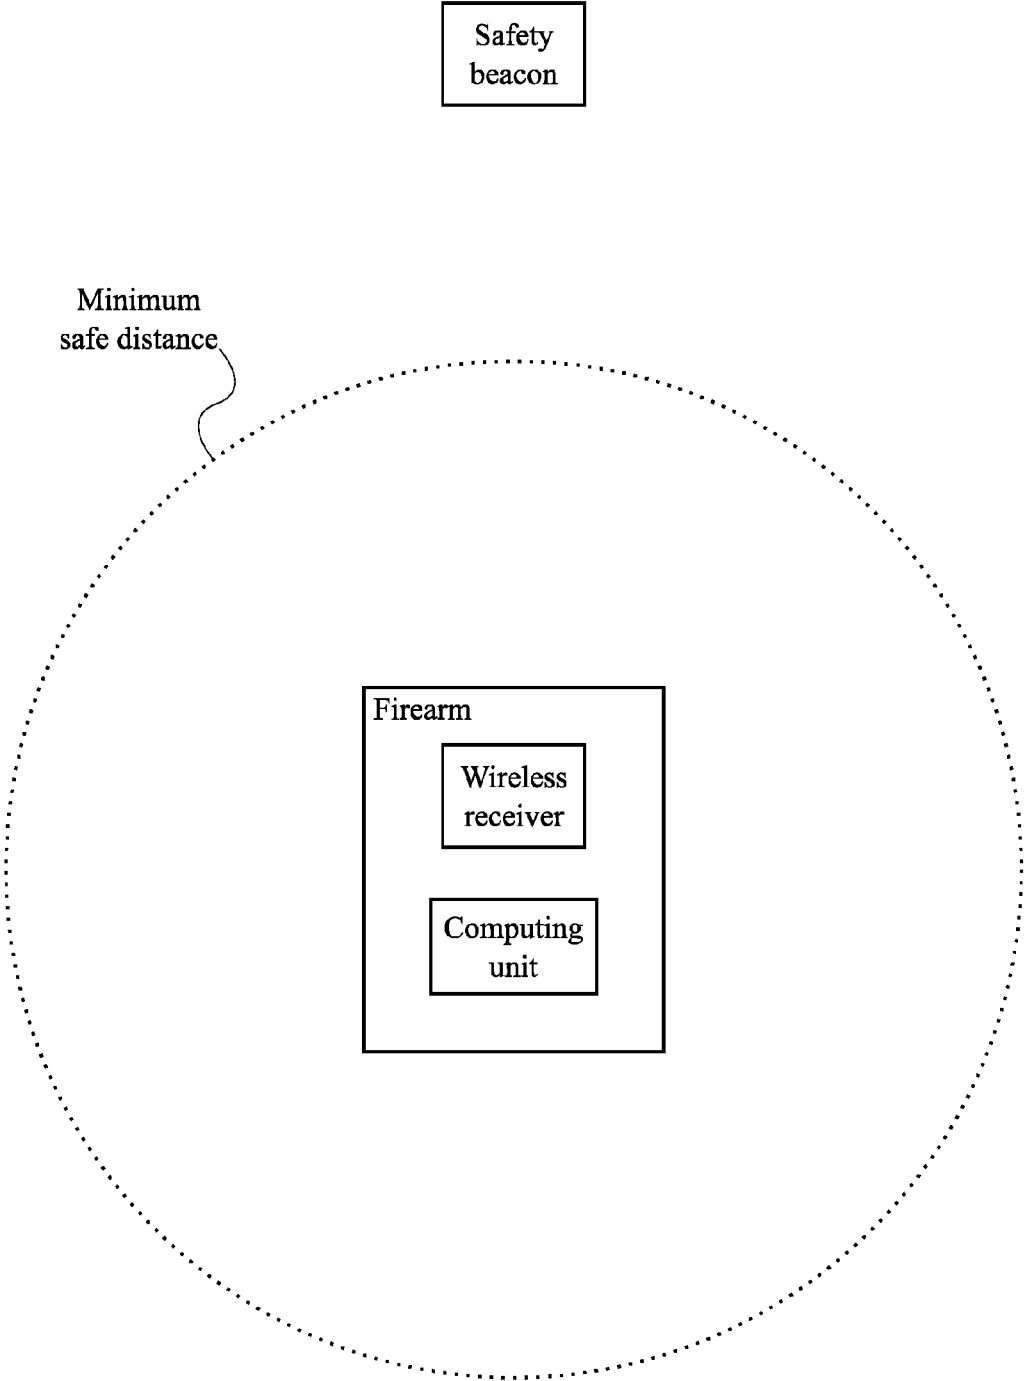 Safety
beacon
Minimum
safe distance
Firearm
Wireless
receiver
Computing
unit